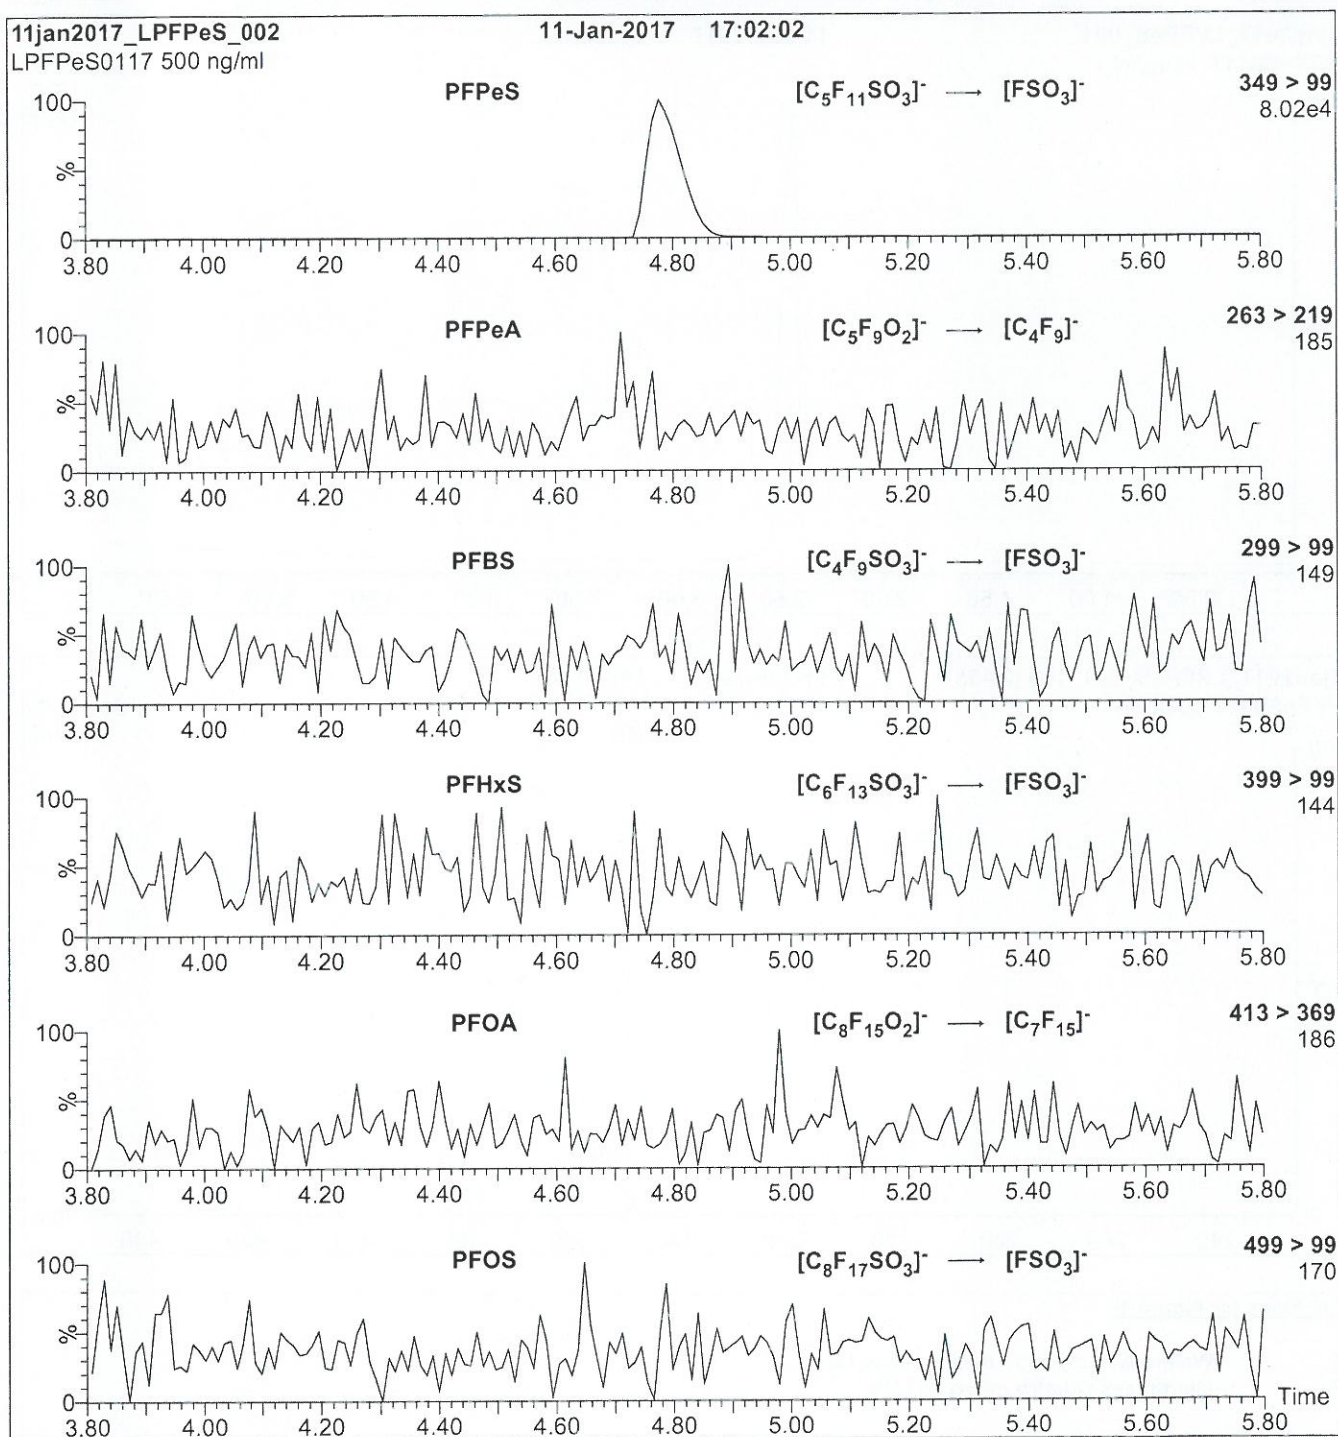 11jan2017_LPFPeS_002 11-Jan-2017 17:02:02
LPFPeS0117 500 ng/ml
PFPeS [C₅F₁₁SO₃]⁻ → [FSO₃]⁻ 349 > 99
8.02e4
100
%
0
3.80 4.00 4.20 4.40 4.60 4.80 5.00 5.20 5.40 5.60 5.80
PFPeA [C₅F₉O₂]⁻ → [C₄F₉]⁻ 263 > 219
185
100
%
0
3.80 4.00 4.20 4.40 4.60 4.80 5.00 5.20 5.40 5.60 5.80
PFBS [C₄F₉SO₃]⁻ → [FSO₃]⁻ 299 > 99
149
100
%
0
3.80 4.00 4.20 4.40 4.60 4.80 5.00 5.20 5.40 5.60 5.80
PFHxS [C₆F₁₃SO₃]⁻ → [FSO₃]⁻ 399 > 99
144
100
%
0
3.80 4.00 4.20 4.40 4.60 4.80 5.00 5.20 5.40 5.60 5.80
PFOA [C₈F₁₅O₂]⁻ → [C₇F₁₅]⁻ 413 > 369
186
100
%
0
3.80 4.00 4.20 4.40 4.60 4.80 5.00 5.20 5.40 5.60 5.80
PFOS [C₈F₁₇SO₃]⁻ → [FSO₃]⁻ 499 > 99
170
100
%
0
Time
3.80 4.00 4.20 4.40 4.60 4.80 5.00 5.20 5.40 5.60 5.80